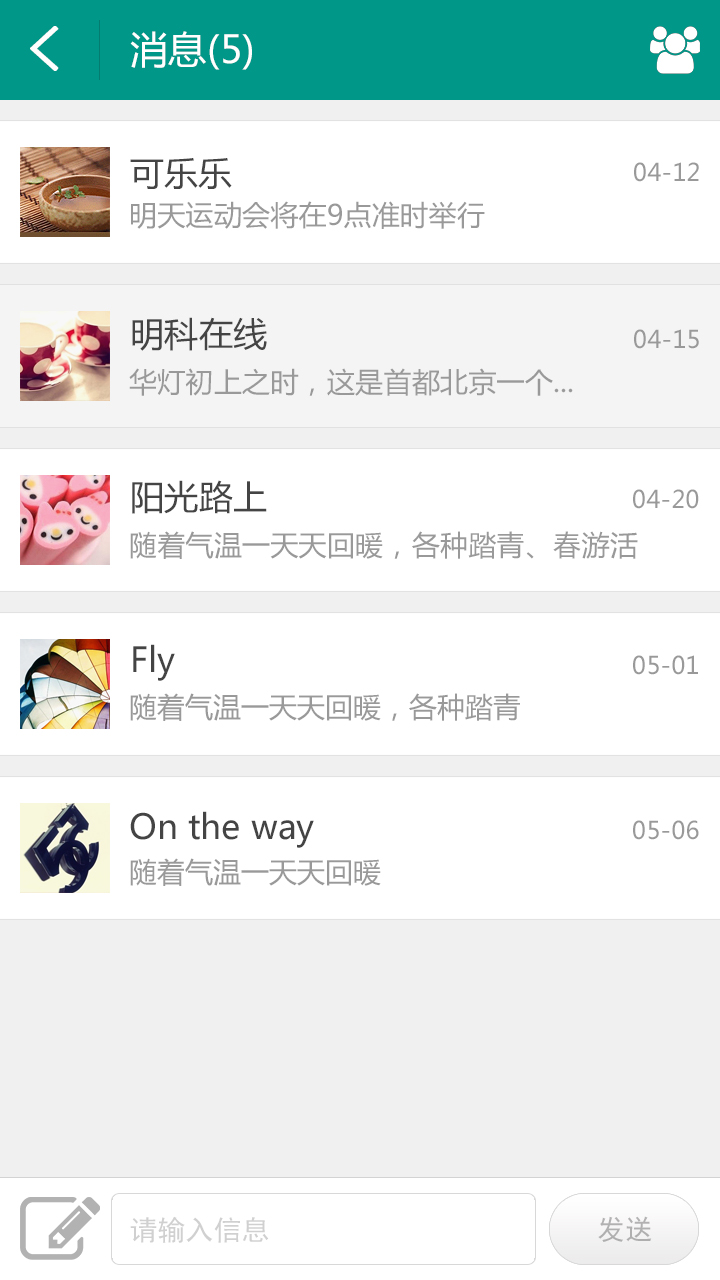 消息(5)
可乐乐
04-12
明天运动会将在9点准时举行
明科在线
04-15
华灯初上之时，这是首都北京一个...
阳光路上
04-20
随着气温一天天回暖，各种踏青、春游活
Fly
05-01
随着气温一天天回暖，各种踏青
On the way
05-06
随着气温一天天回暖
请输入信息
发送